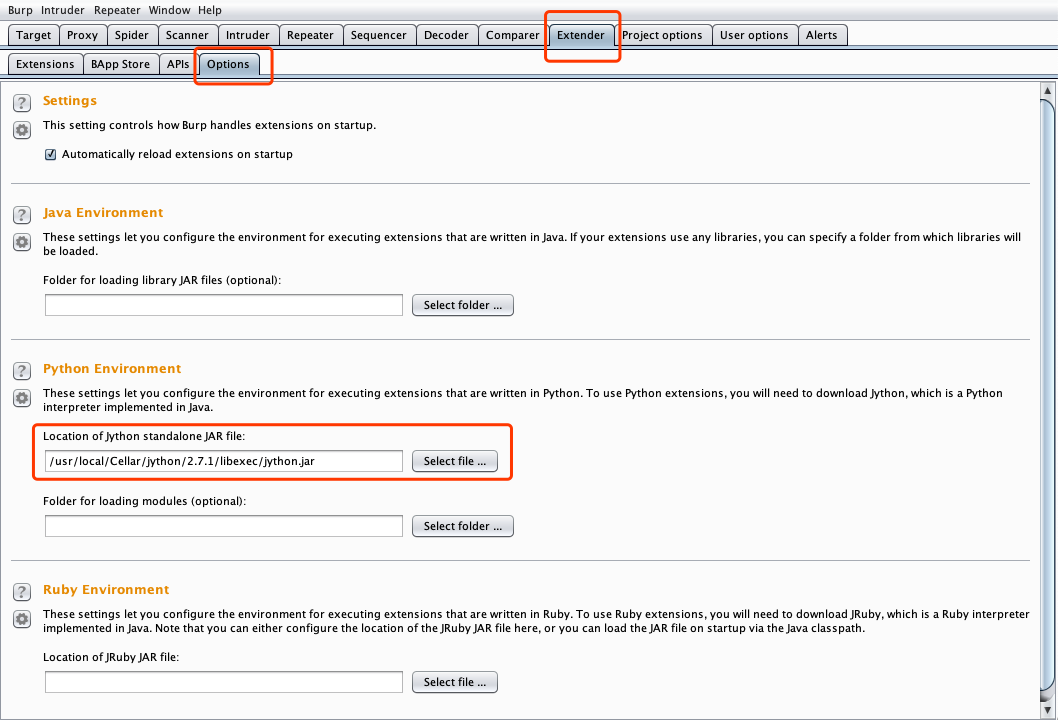 Burp Intruder Repeater Window Help
Target Proxy Spider Scanner Intruder Repeater Sequencer Decoder Comparer Extender Project options User options Alerts
Extensions BApp Store APIs Options
? Settings
This setting controls how Burp handles extensions on startup.
Automatically reload extensions on startup
? Java Environment
These settings let you configure the environment for executing extensions that are written in Java. If your extensions use any libraries, you can specify a folder from which libraries will
be loaded.
Folder for loading library JAR files (optional):
Select folder ...
? Python Environment
These settings let you configure the environment for executing extensions that are written in Python. To use Python extensions, you will need to download Jython, which is a Python
interpreter implemented in Java.
Location of Jython standalone JAR file:
/usr/local/Cellar/jython/2.7.1/libexec/jython.jar Select file ...
Folder for loading modules (optional):
Select folder ...
? Ruby Environment
These settings let you configure the environment for executing extensions that are written in Ruby. To use Ruby extensions, you will need to download JRuby, which is a Ruby interpreter
implemented in Java. Note that you can either configure the location of the JRuby JAR file here, or you can load the JAR file on startup via the Java classpath.
Location of JRuby JAR file:
Select file ...